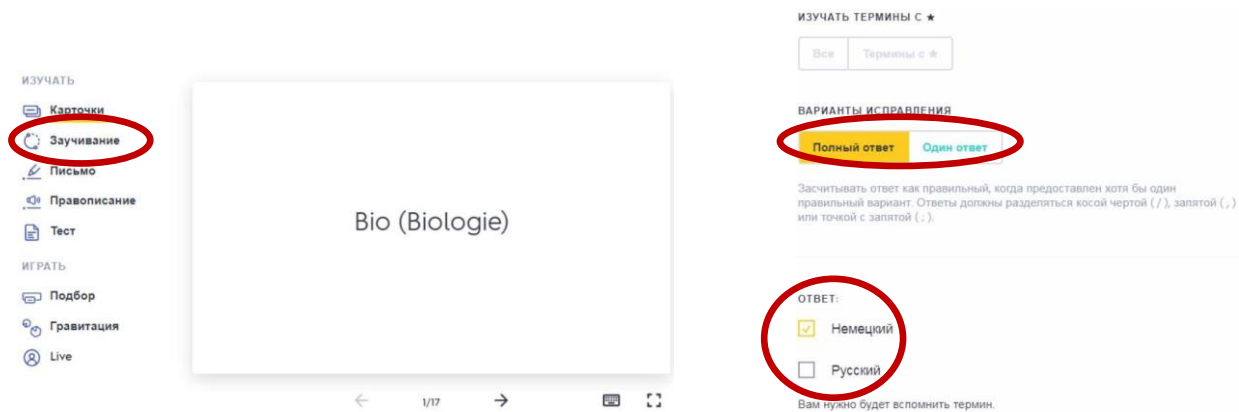 ИЗУЧАТЬ
Карточки
Заучивание
Письмо
Правописание
Тест
ИГРАТЬ
Подбор
Гравитация
Live
Bio (Biologie)
1/17
ИЗУЧАТЬ ТЕРМИНЫ С ★
Все Термины с ★
ВАРИАНТЫ ИСПРАВЛЕНИЯ
Полный ответ Один ответ
Засчитывать ответ как правильный, когда предоставлен хотя бы один
правильный вариант. Ответы должны разделяться косой чертой ( / ), запятой ( , )
или точкой с запятой ( ; ).
ОТВЕТ:
Немецкий
Русский
Вам нужно будет вспомнить термин.